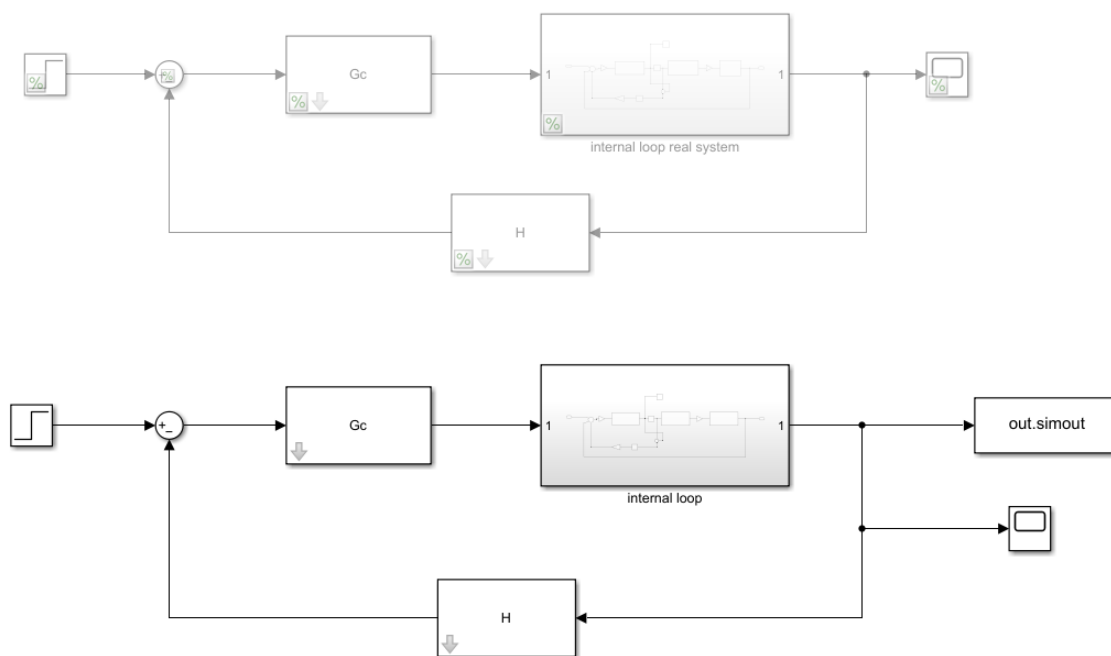 Gc
1
1
internal loop real system
H
+
Gc
1
1
out.simout
internal loop
H